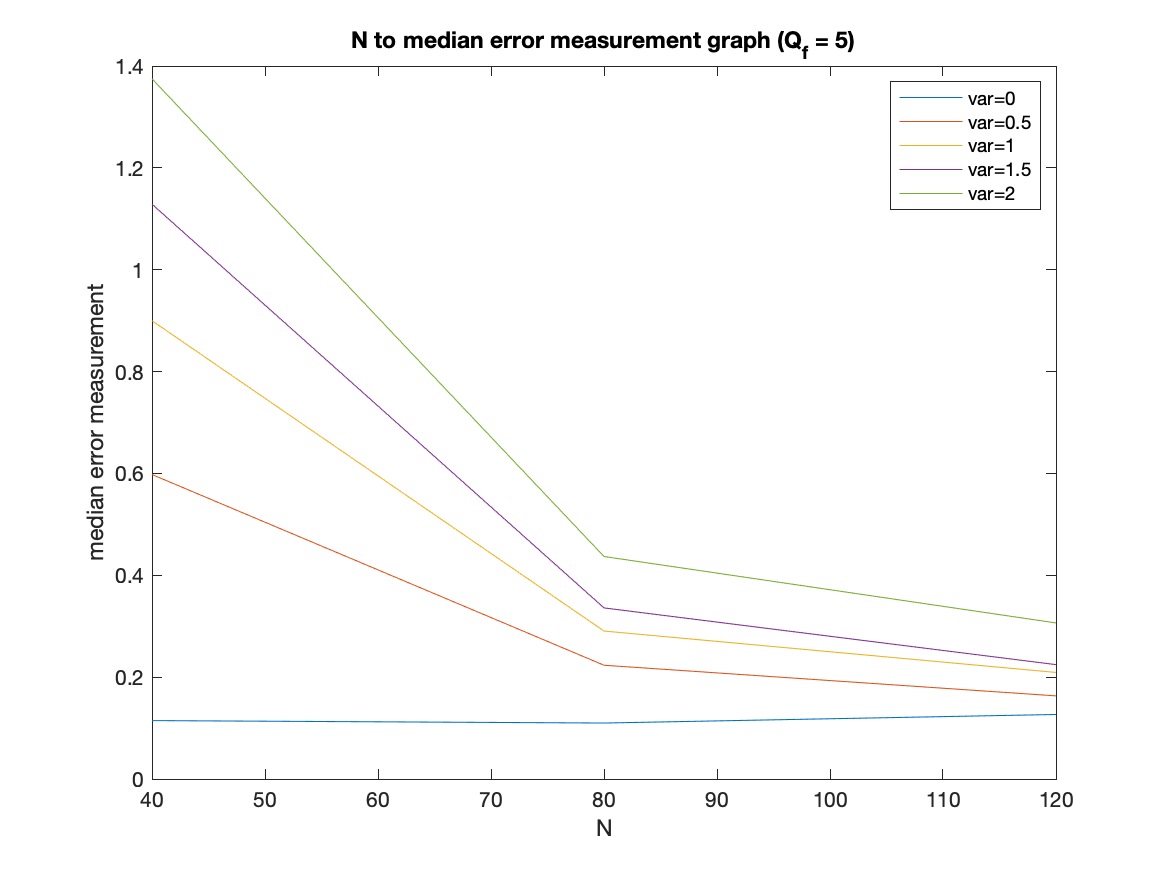 N to median error measurement graph (Q_f = 5)
1.4
1.2
1
0.8
0.6
0.4
0.2
0
median error measurement
var=0
var=0.5
var=1
var=1.5
var=2
40 50 60 70 80 90 100 110 120
N